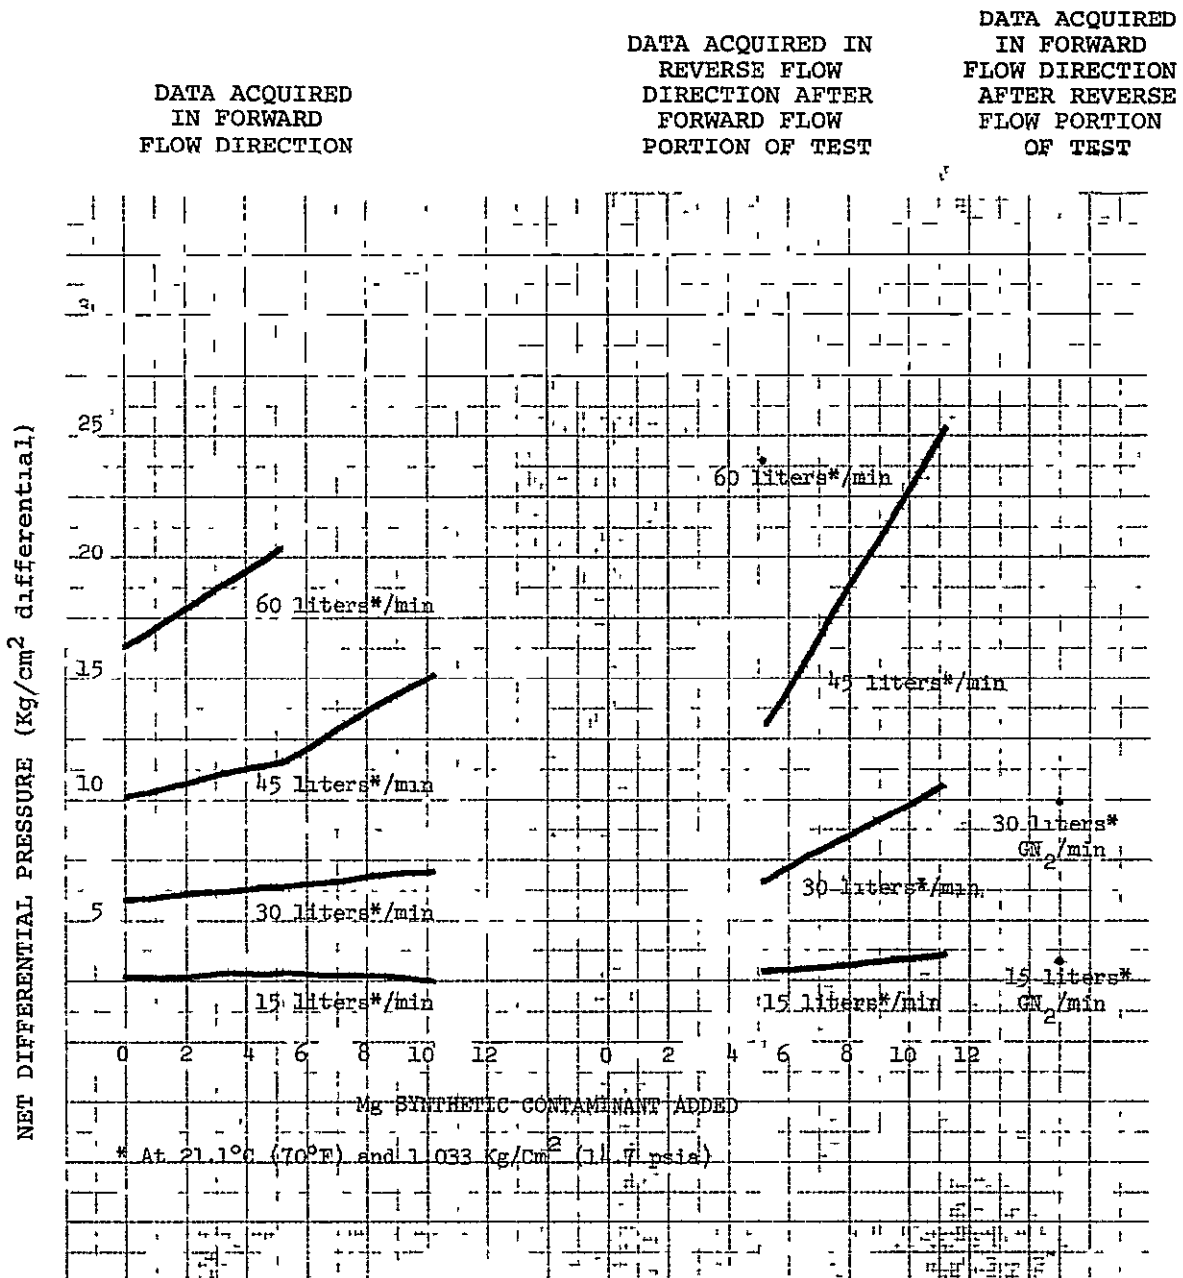 DATA ACQUIRED
IN FORWARD
FLOW DIRECTION
DATA ACQUIRED IN
REVERSE FLOW
DIRECTION AFTER
FORWARD FLOW
PORTION OF TEST
DATA ACQUIRED
IN FORWARD
FLOW DIRECTION
AFTER REVERSE
FLOW PORTION
OF TEST
NET DIFFERENTIAL PRESSURE (Kg/cm² differential)
25
20
15
10
5
60 liters*/min
45 liters*/min
30 liters*/min
15 liters*/min
60 liters*/min
45 liters*/min
30 liters*/min
15 liters*/min
30 liters*
GN₂/min
15 liters*
GN₂/min
0 2 4 6 8 10 12 0 2 4 6 8 10 12
Mg SYNTHETIC CONTAMINANT ADDED
* At 21.1°C (70°F) and 1.033 Kg/Cm² (14.7 psia)